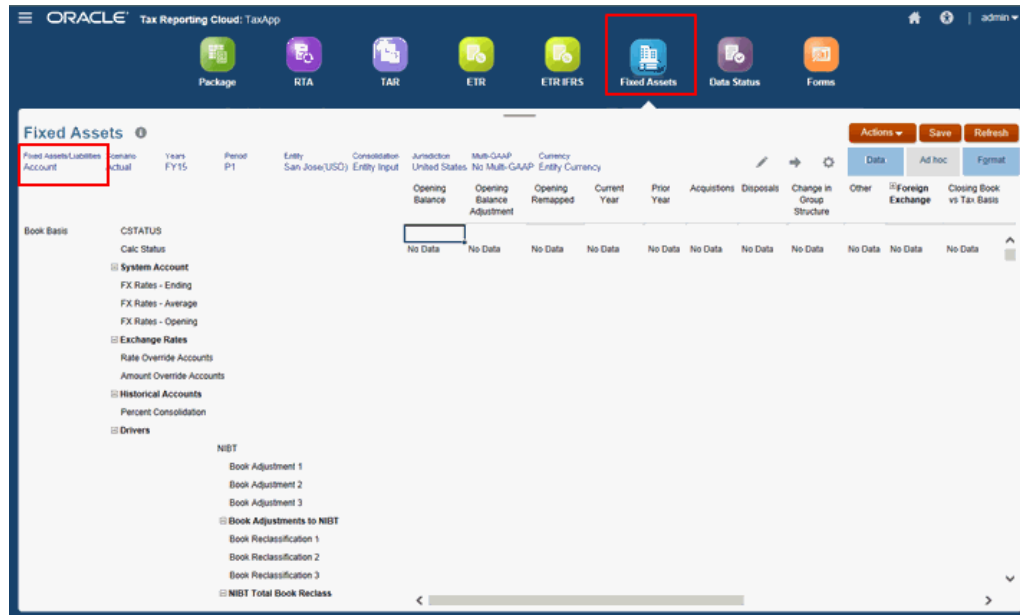 ORACLE® Tax Reporting Cloud: TaxApp admin
Package RTA TAR ETR ETR IFRS Fixed Assets Data Status Forms
Fixed Assets Actions Save Refresh
Fixed Assets/Liabilities Scenario Years Period Entity Consolidation Jurisdiction Multi-GAAP Currency
Account Actual FY15 P1 San Jose(USD) Entity Input United States No Multi-GAAP Entity Currency
Data Ad hoc Format
Opening Balance Opening Balance Adjustment Opening Remapped Current Year Prior Year Acquistions Disposals Change in Group Structure Other Foreign Exchange Closing Book vs Tax Basis
Book Basis CSTATUS
Calc Status No Data No Data No Data No Data No Data No Data No Data No Data No Data No Data No Data
System Account
FX Rates - Ending
FX Rates - Average
FX Rates - Opening
Exchange Rates
Rate Override Accounts
Amount Override Accounts
Historical Accounts
Percent Consolidation
Drivers
NIBT
Book Adjustment 1
Book Adjustment 2
Book Adjustment 3
Book Adjustments to NIBT
Book Reclassification 1
Book Reclassification 2
Book Reclassification 3
NIBT Total Book Reclass